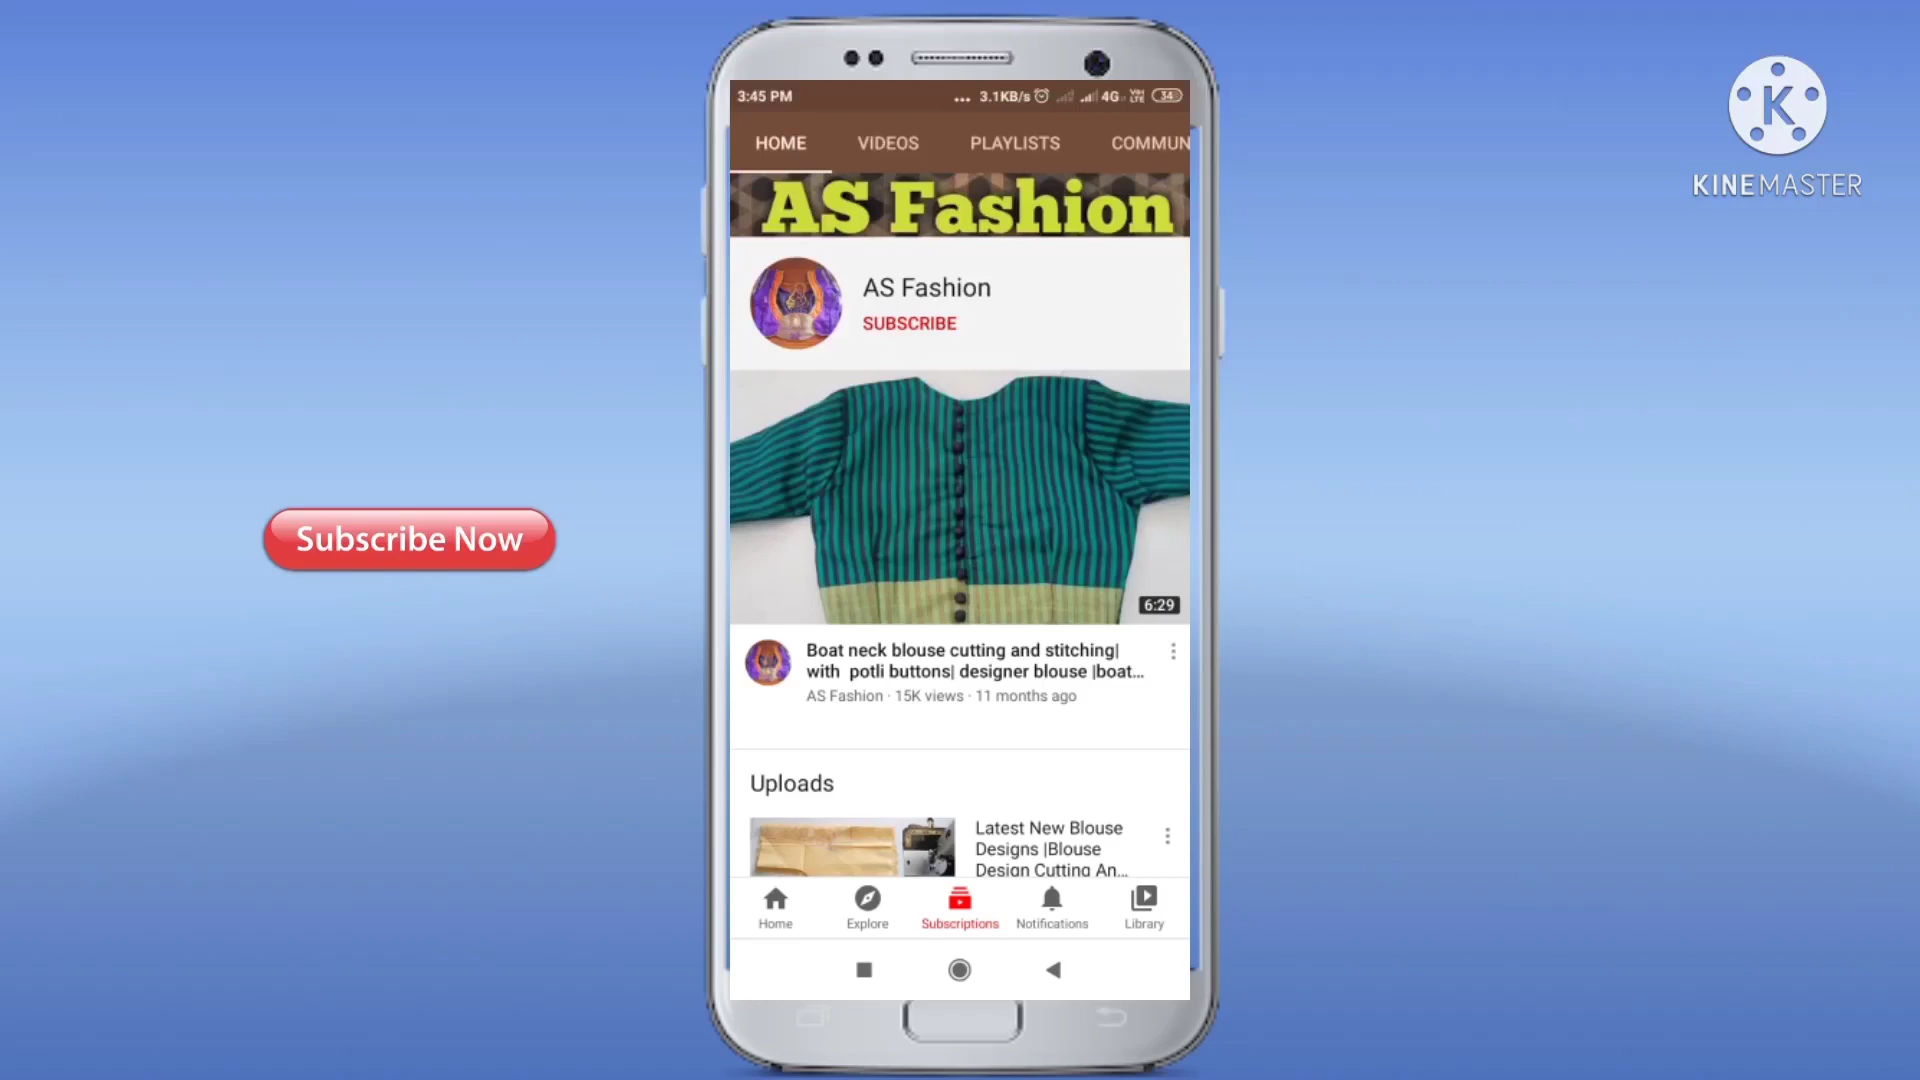 3:45 PM
... 3.1KB/s 4G 34
HOME VIDEOS PLAYLISTS COMMUN
AS Fashion
AS Fashion
SUBSCRIBE
6:29
Boat neck blouse cutting and stitching|
with potli buttons| designer blouse |boat...
AS Fashion · 15K views · 11 months ago
Uploads
Latest New Blouse
Designs |Blouse
Design Cutting An...
Home Explore Subscriptions Notifications Library
Subscribe Now
K
KINEMASTER